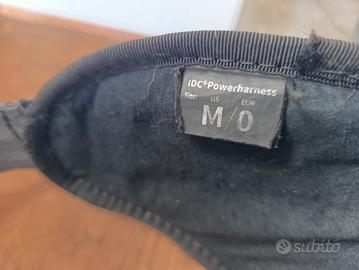 IDC®Powerharness
Size: US EUR
M/0
subito